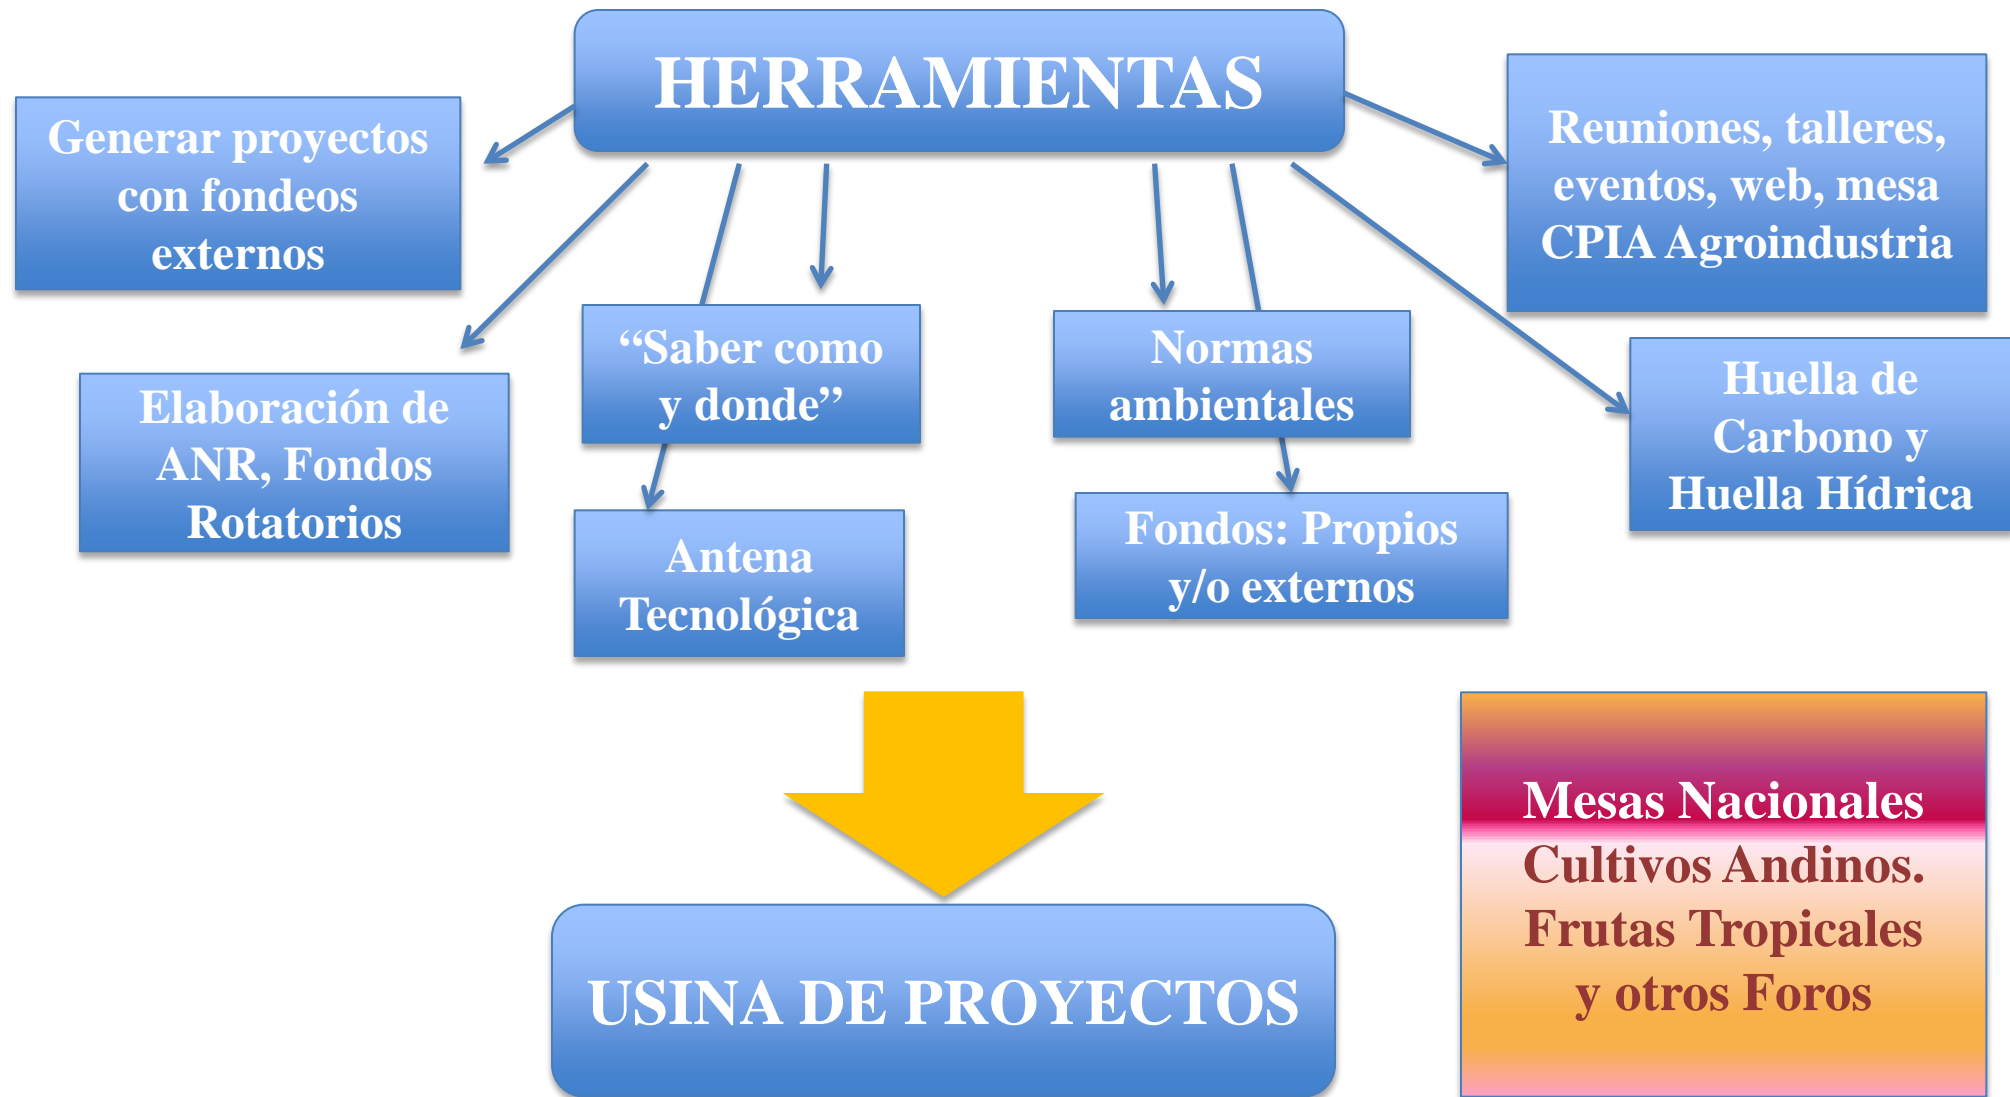 HERRAMIENTAS
Generar proyectos
con fondeos
externos
Reuniones, talleres,
eventos, web, mesa
CPIA Agroindustria
Elaboración de
ANR, Fondos
Rotatorios
“Saber como
y donde”
Normas
ambientales
Huella de
Carbono y
Huella Hídrica
Antena
Tecnológica
Fondos: Propios
y/o externos
Mesas Nacionales
Cultivos Andinos.
Frutas Tropicales
y otros Foros
USINA DE PROYECTOS